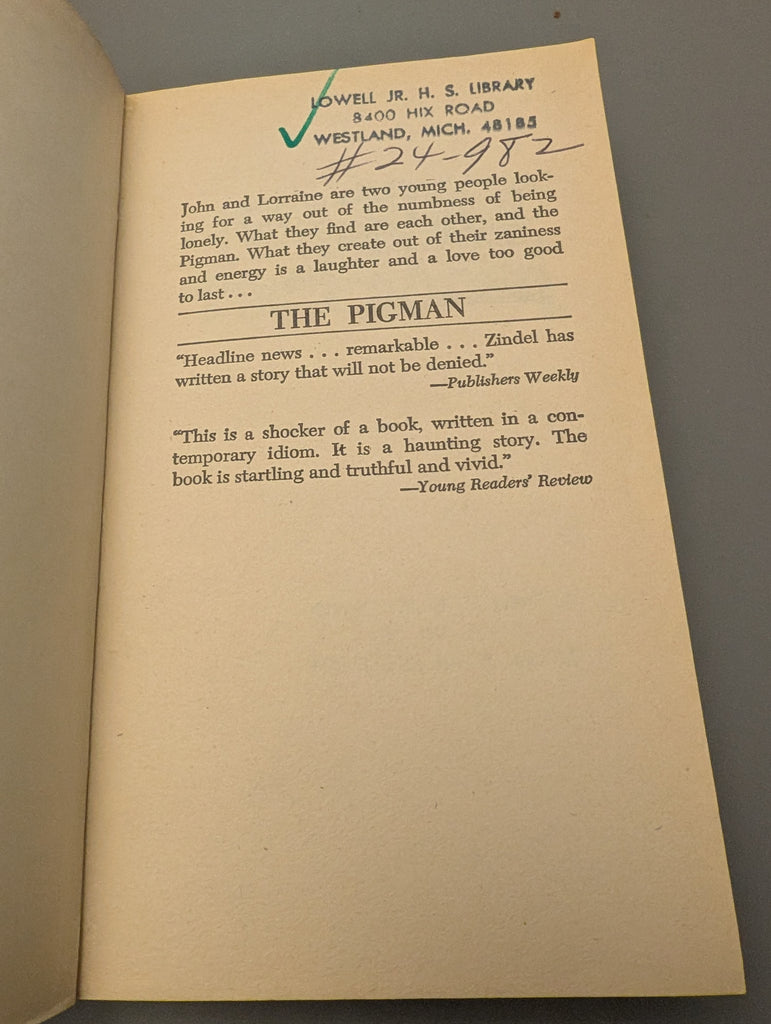 LOWELL JR. H. S. LIBRARY
8400 HIX ROAD
WESTLAND, MICH. 48185
#24-982
John and Lorraine are two young people look-
ing for a way out of the numbness of being
lonely. What they find are each other, and the
Pigman. What they create out of their zaniness
and energy is a laughter and a love too good
to last . . .
THE PIGMAN
“Headline news . . . remarkable . . . Zindel has
written a story that will not be denied.”
—Publishers Weekly
“This is a shocker of a book, written in a con-
temporary idiom. It is a haunting story. The
book is startling and truthful and vivid.”
—Young Readers’ Review